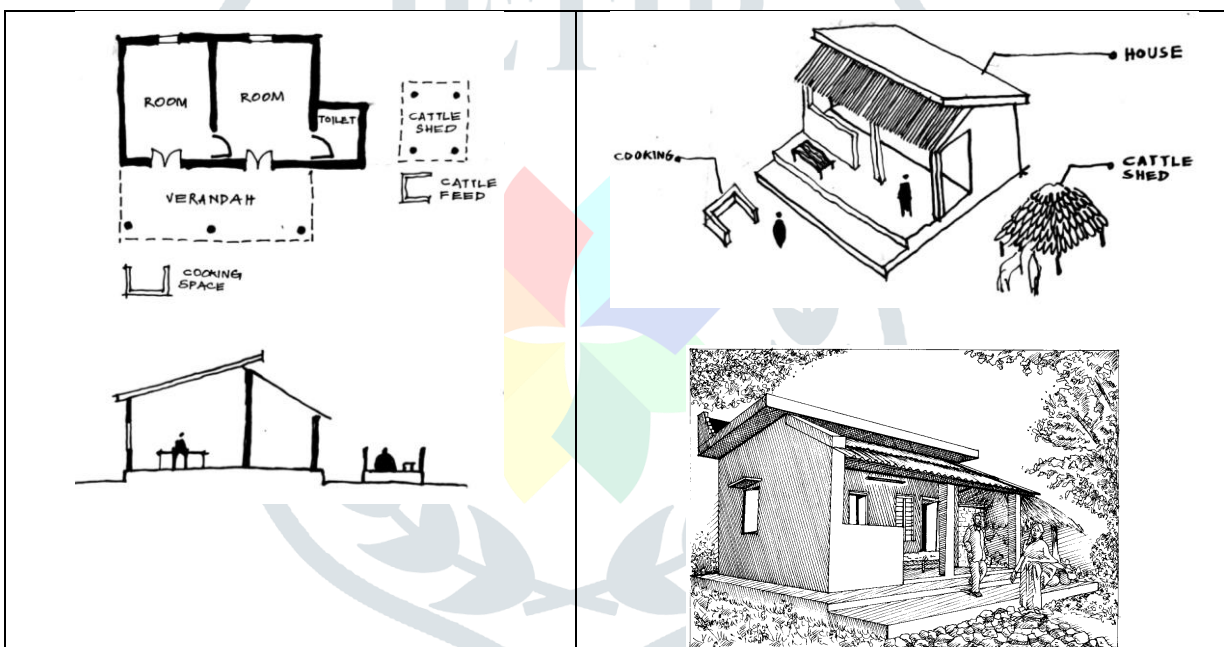 ROOM
ROOM
TOILET
CATTLE
SHED
CATTLE
FEED
VERANDAH
COOKING
SPACE
HOUSE
COOKING
CATTLE
SHED